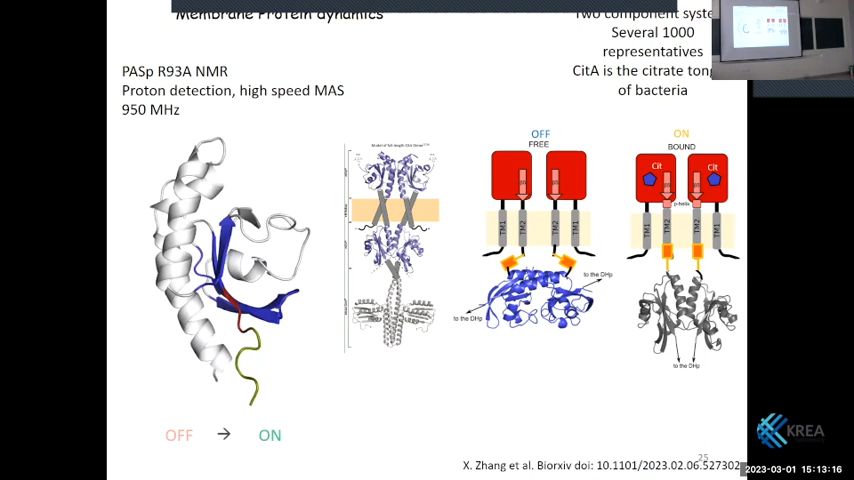 Membrane Protein dynamics
Two component
Several 1000
representatives
CitA is the citrate
of bacteria
PASp R93A NMR
Proton detection, high speed MAS
950 MHz
OFF
FREE
ON
BOUND
Cit
Cit
p-helix
TM1
TM2
TM2
TM1
TM1
TM2
TM2
TM1
to the DHp
to the DHp
to the DHp
OFF → ON
25
X. Zhang et al. Biorxiv doi: 10.1101/2023.02.06.527302
KREA
2023-03-01 15:13:16